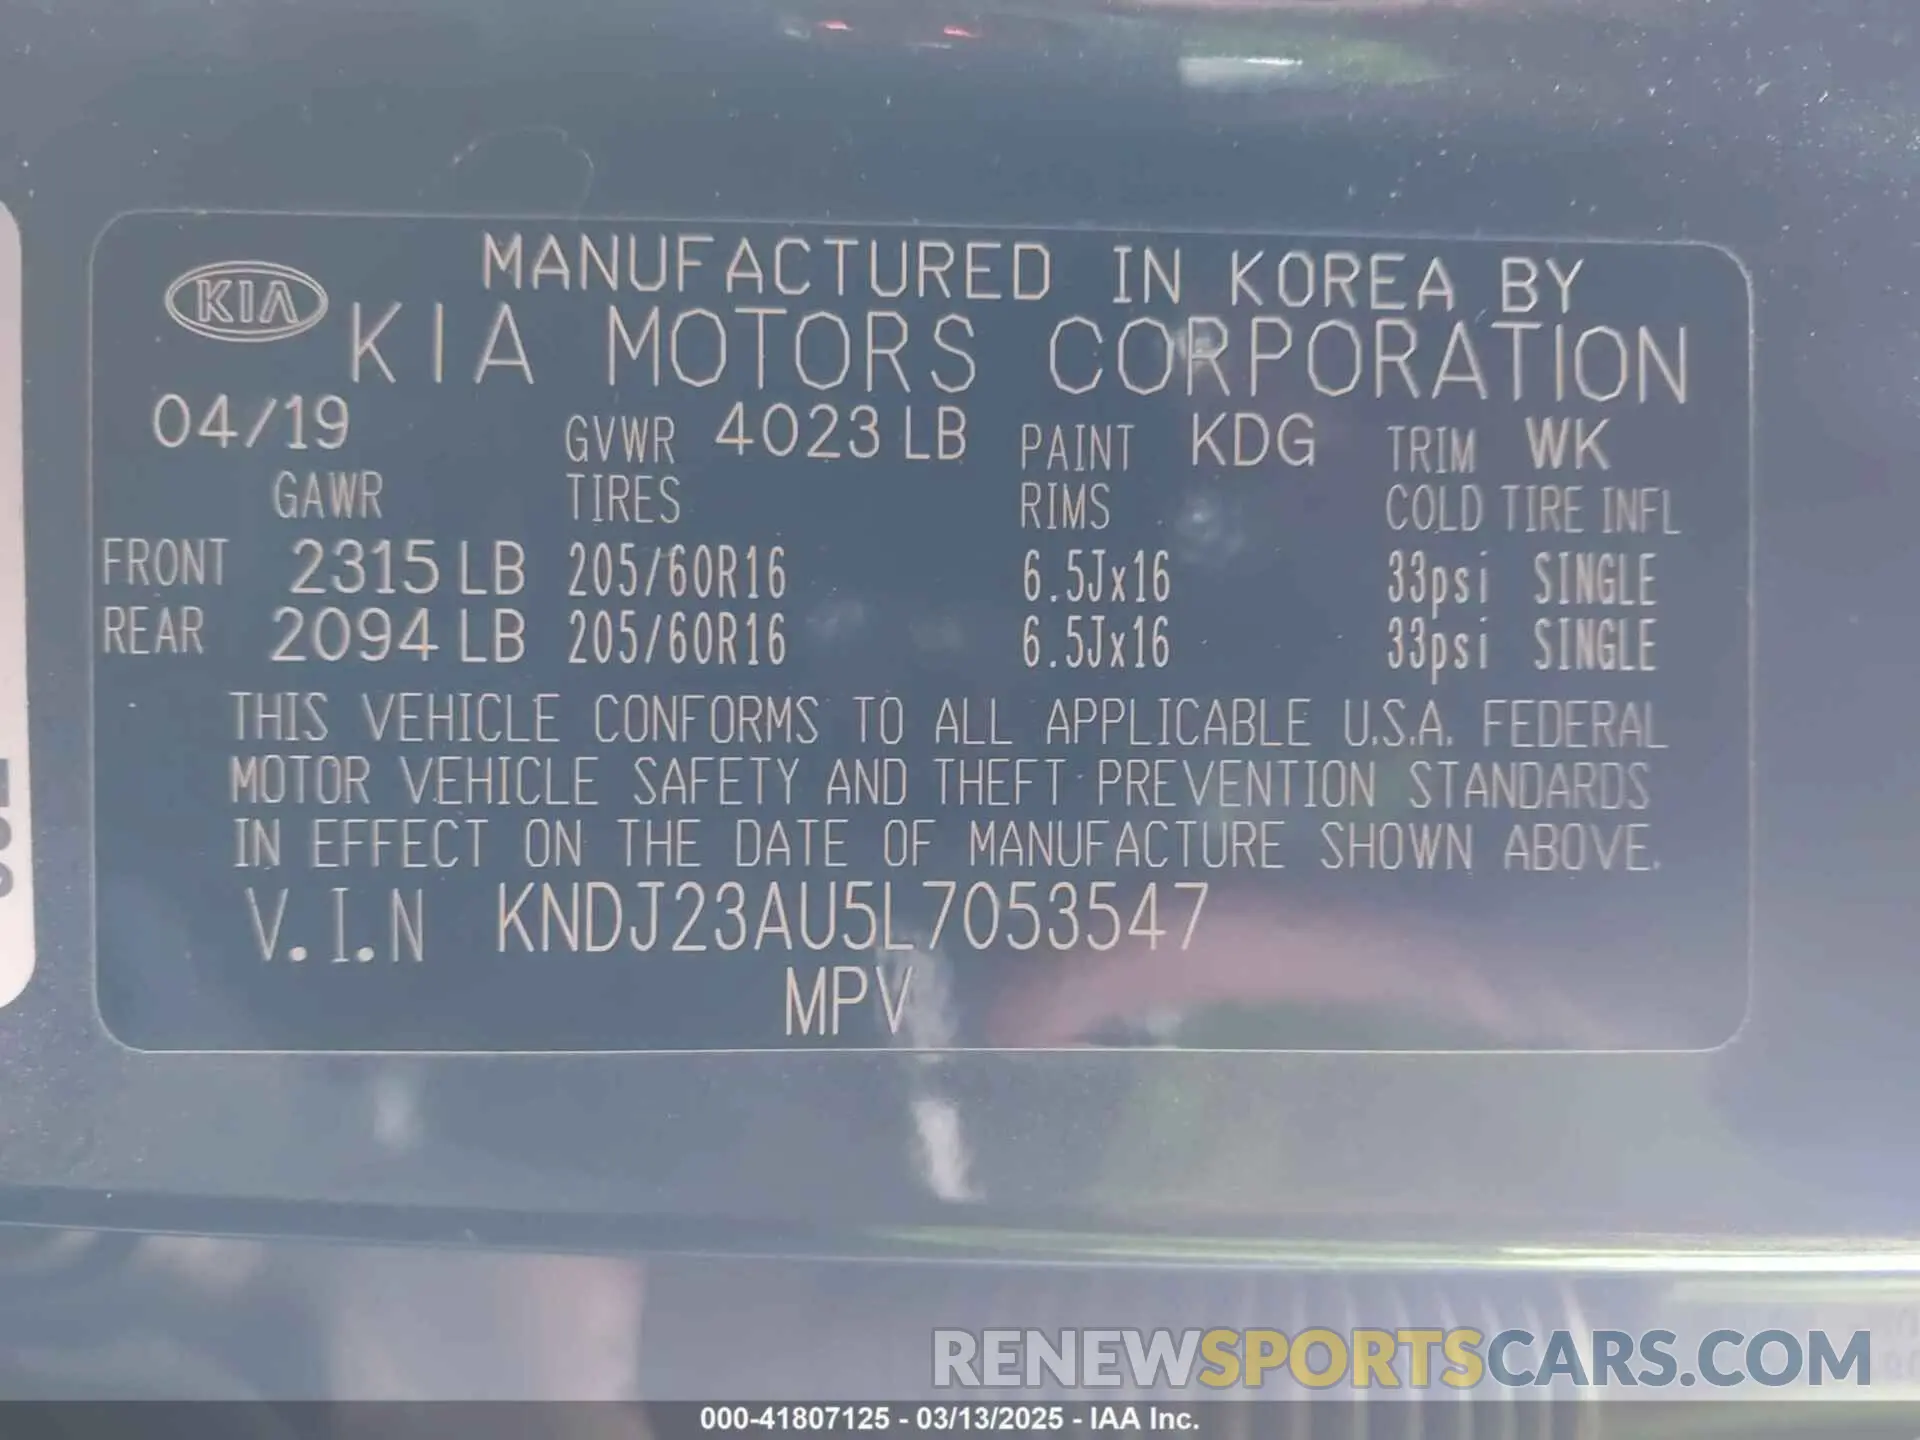 MANUFACTURED IN KOREA BY
KIA KIA MOTORS CORPORATION
04/19 GVWR 4023 LB PAINT KDG TRIM WK
GAWR TIRES RIMS COLD TIRE INFL
FRONT 2315 LB 205/60R16 6.5Jx16 33psi SINGLE
REAR 2094 LB 205/60R16 6.5Jx16 33psi SINGLE
THIS VEHICLE CONFORMS TO ALL APPLICABLE U.S.A. FEDERAL
MOTOR VEHICLE SAFETY AND THEFT PREVENTION STANDARDS
IN EFFECT ON THE DATE OF MANUFACTURE SHOWN ABOVE.
V.I.N KNDJ23AU5L7053547
MPV
RENEWSPORTSCARS.COM
000-41807125 - 03/13/2025 - IAA Inc.